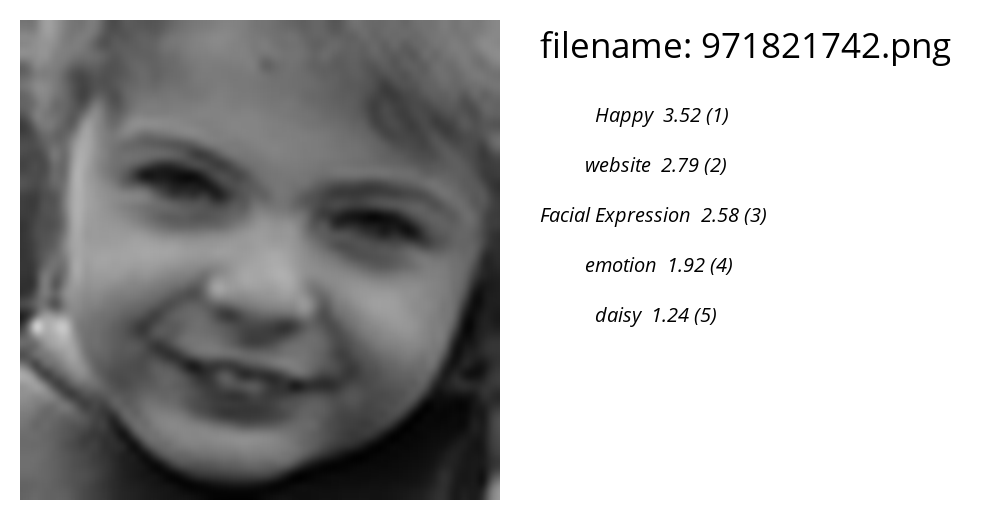 filename: 971821742.png
Happy 3.52 (1)
website 2.79 (2)
Facial Expression 2.58 (3)
emotion 1.92 (4)
daisy 1.24 (5)